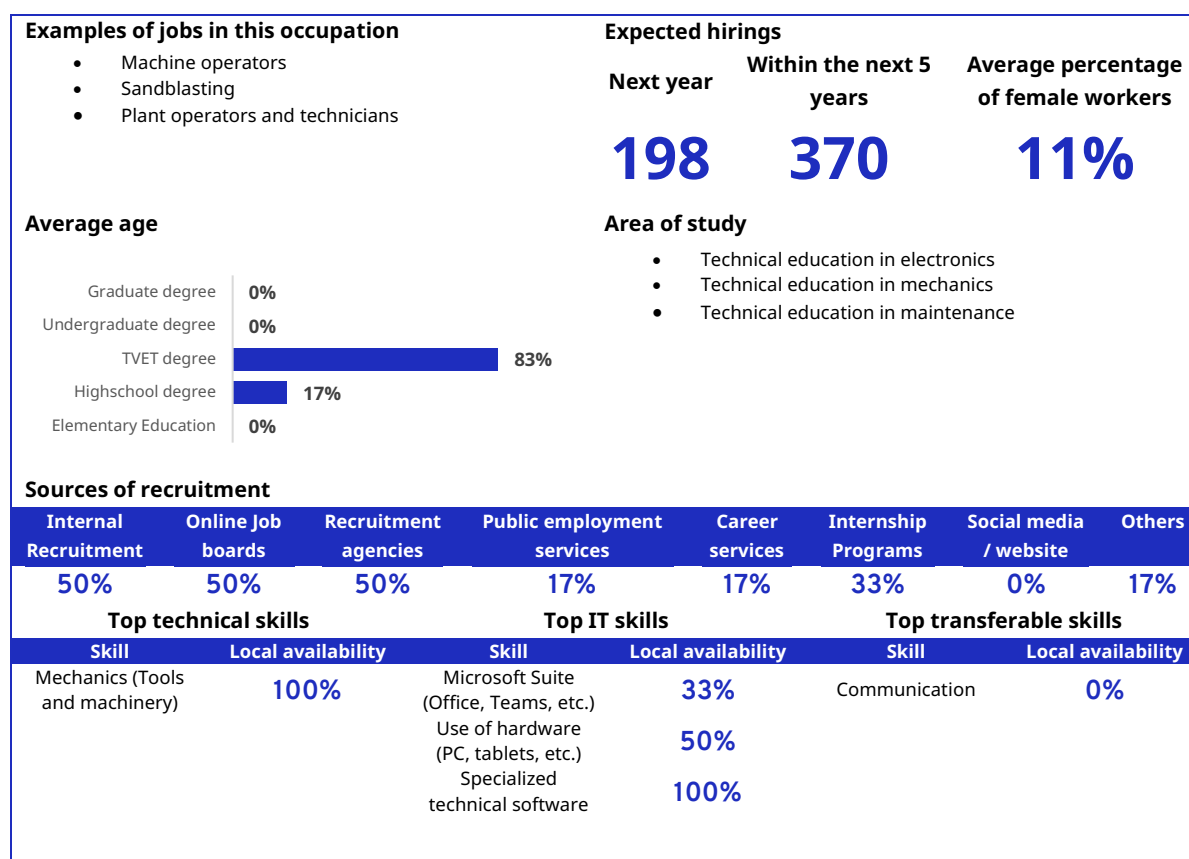 Examples of jobs in this occupation
• Machine operators
• Sandblasting
• Plant operators and technicians
Expected hirings
Next year
Within the next 5
years
Average percentage
of female workers
198
370
11%
Average age
Graduate degree 0%
Undergraduate degree 0%
TVET degree 83%
Highschool degree 17%
Elementary Education 0%
Area of study
• Technical education in electronics
• Technical education in mechanics
• Technical education in maintenance
Sources of recruitment
Internal
Recruitment
Online Job
boards
Recruitment
agencies
Public employment
services
Career
services
Internship
Programs
Social media
/ website
Others
50% 50% 50% 17% 17% 33% 0% 17%
Top technical skills
Skill Local availability
Mechanics (Tools
and machinery)
100%
Top IT skills
Skill Local availability
Microsoft Suite
(Office, Teams, etc.)
33%
Use of hardware
(PC, tablets, etc.)
50%
Specialized
technical software
100%
Top transferable skills
Skill Local availability
Communication 0%